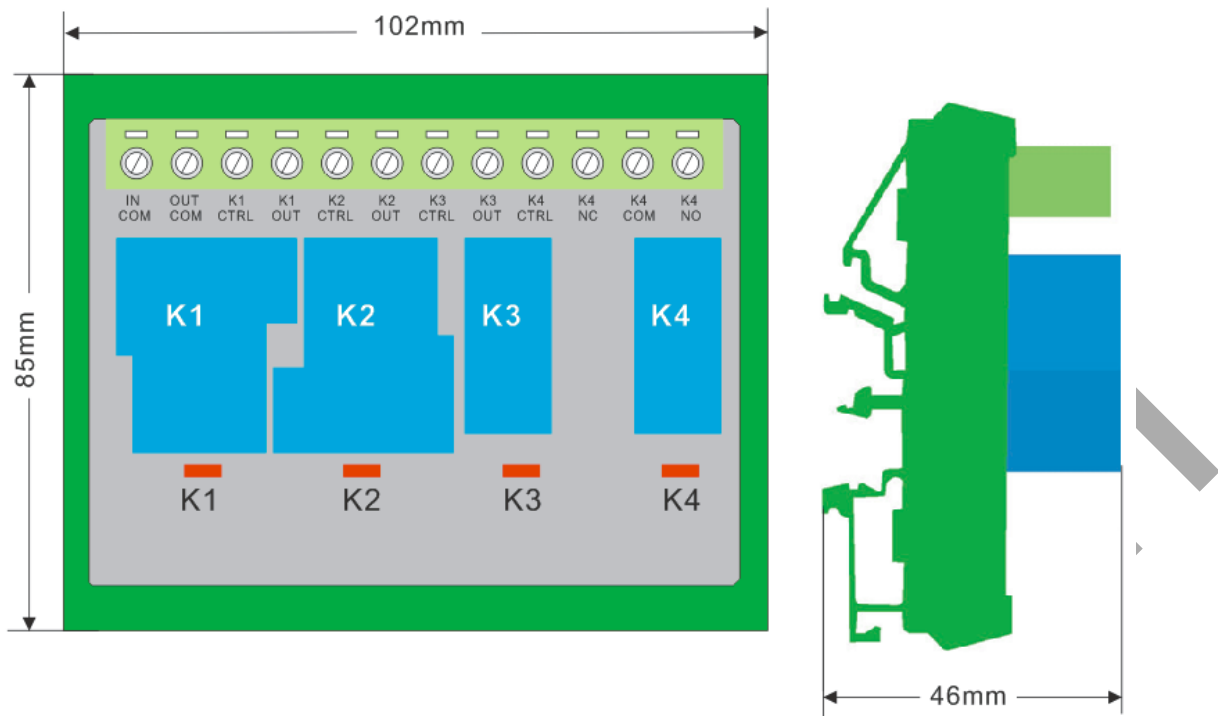 102mm
85mm
IN COM
OUT COM
K1 CTRL
K1 OUT
K2 CTRL
K2 OUT
K3 CTRL
K3 OUT
K4 CTRL
K4 NC
K4 COM
K4 NO
K1
K2
K3
K4
K1
K2
K3
K4
46mm